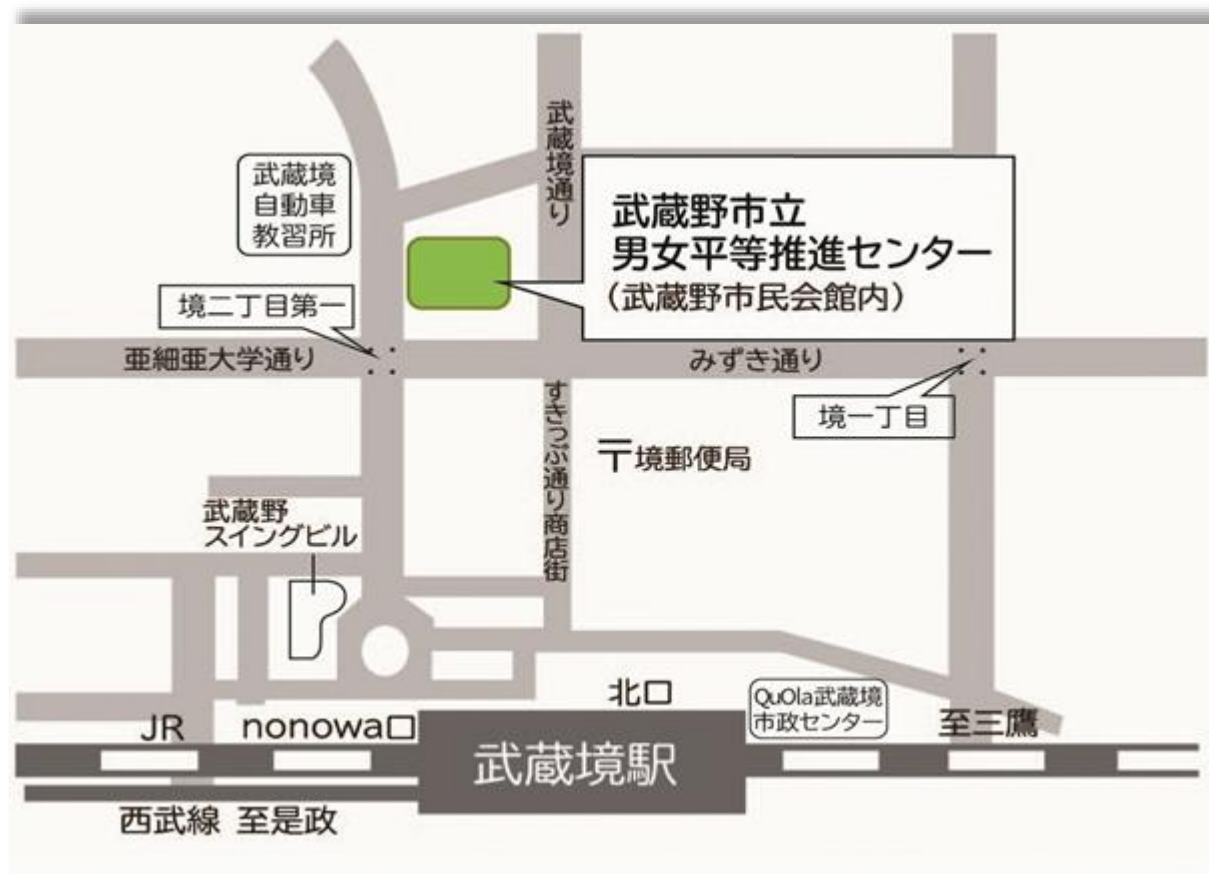 武蔵境通り
武蔵境
自動車
教習所
武蔵野市立
男女平等推進センター
（武蔵野市民会館内）
境二丁目第一
亜細亜大学通り
みずき通り
境一丁目
すきっぷ通り商店街
〒境郵便局
武蔵野
スイングビル
北口
QuOla武蔵境
市政センター
至三鷹
JR
nonowa口
武蔵境駅
西武線 至是政